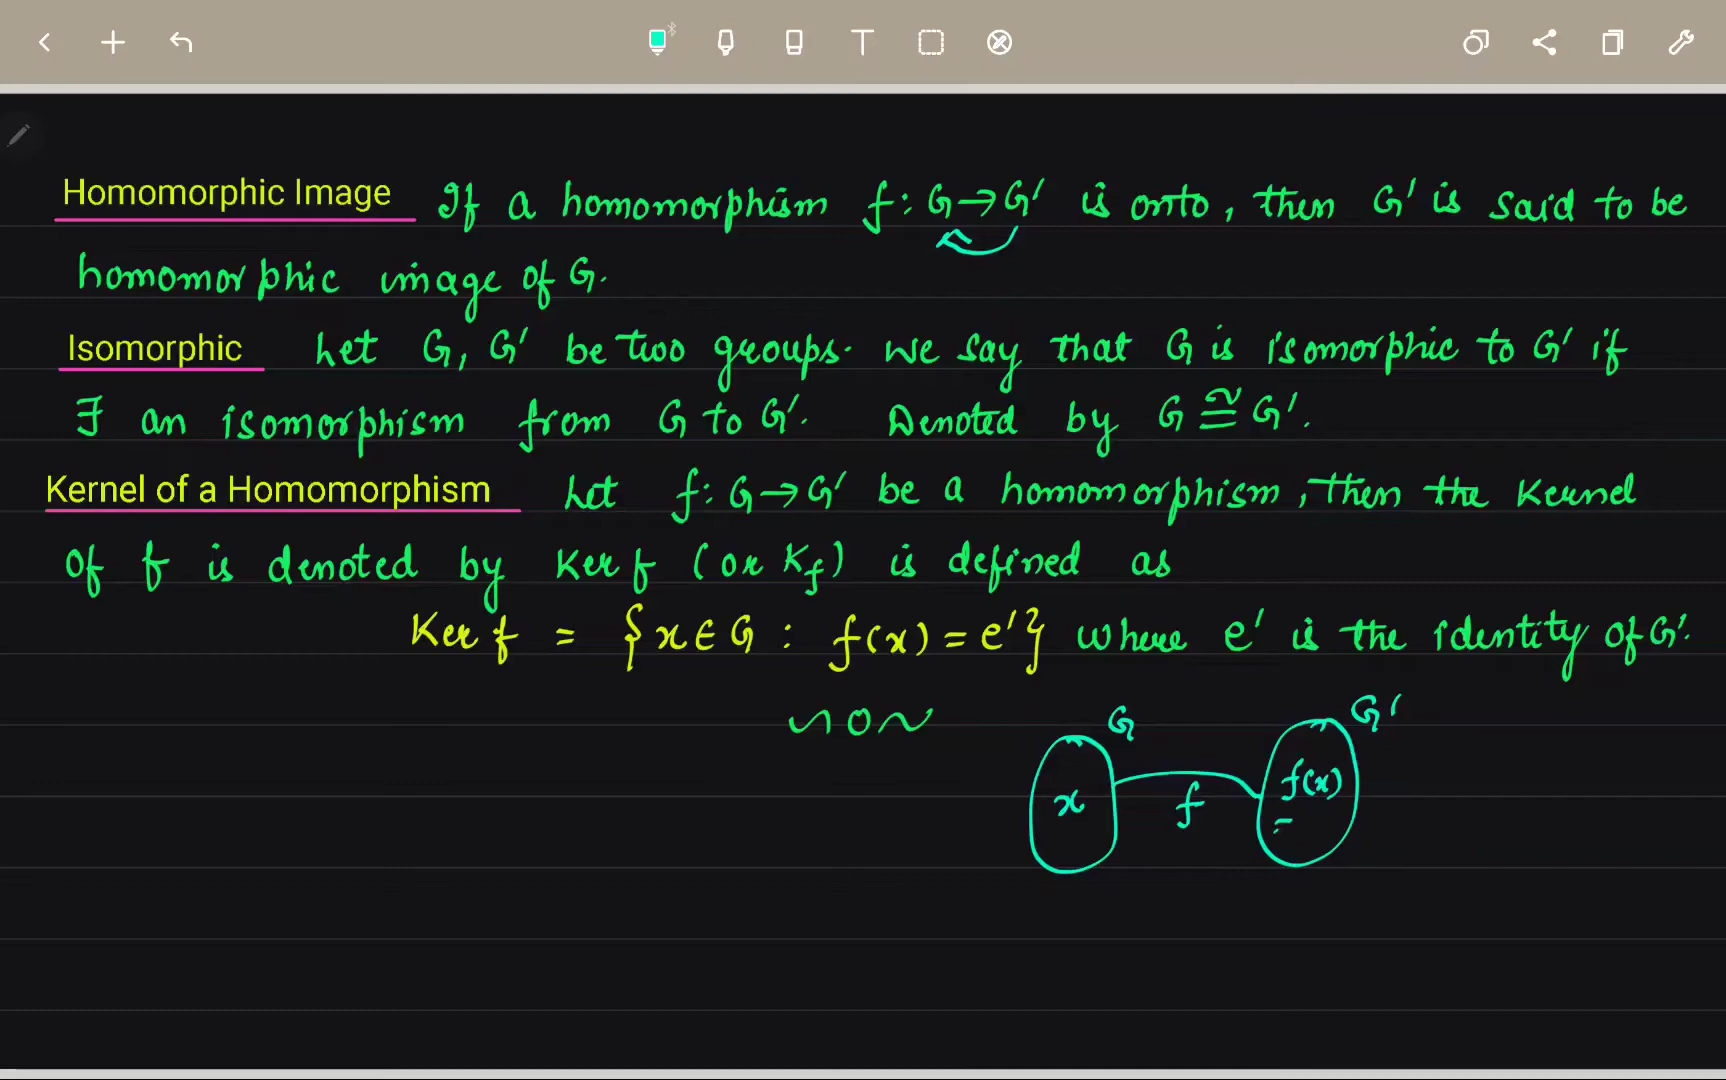 Homomorphic Image If a homomorphism f: G→G' is onto, then G' is said to be
homomorphic image of G.
Isomorphic Let G, G' be two groups. We say that G is isomorphic to G' if
∃ an isomorphism from G to G'. Denoted by G ≅ G'.
Kernel of a Homomorphism Let f: G→G' be a homomorphism, then the Kernel
of f is denoted by Ker f (or K_f) is defined as
Ker f = {x ∈ G : f(x) = e'} where e' is the identity of G'.
G G'
x f f(x)
=